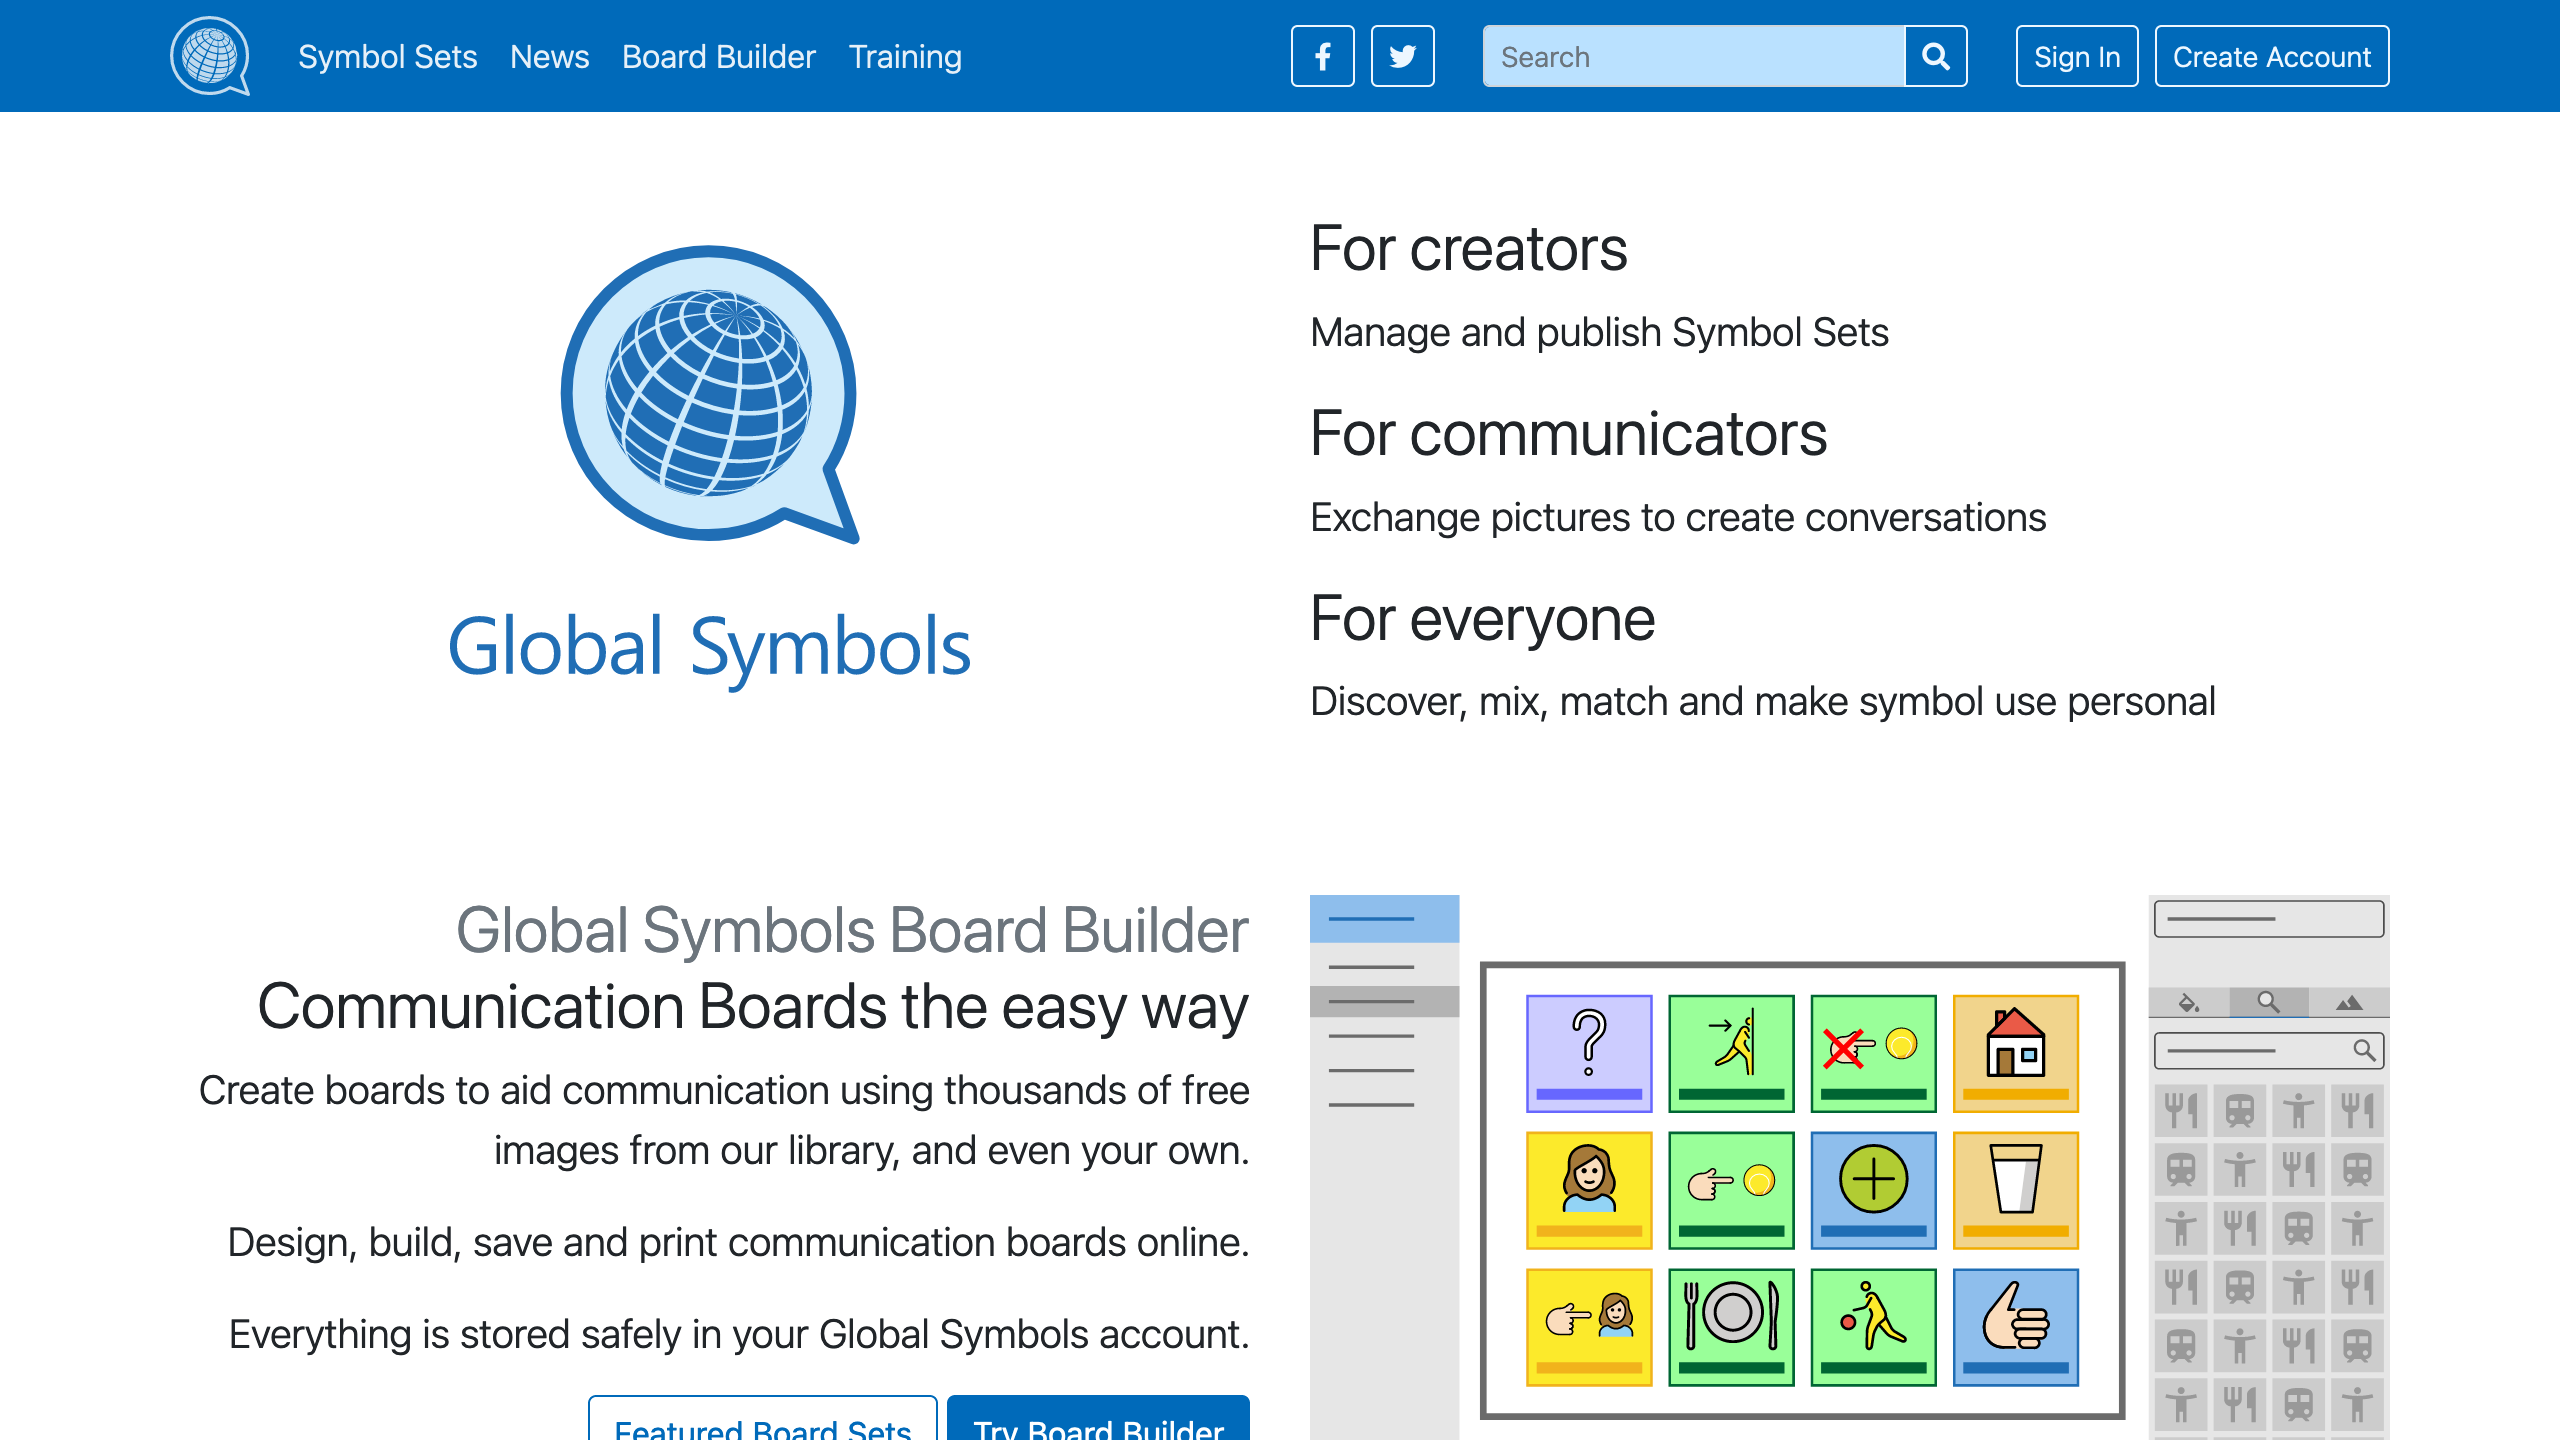 Symbol Sets
News
Board Builder
Training
Search
Sign In
Create Account
Global Symbols
For creators
Manage and publish Symbol Sets
For communicators
Exchange pictures to create conversations
For everyone
Discover, mix, match and make symbol use personal
Global Symbols Board Builder
Communication Boards the easy way
Create boards to aid communication using thousands of free
images from our library, and even your own.
Design, build, save and print communication boards online.
Everything is stored safely in your Global Symbols account.
Featured Board Sets
Try Board Builder